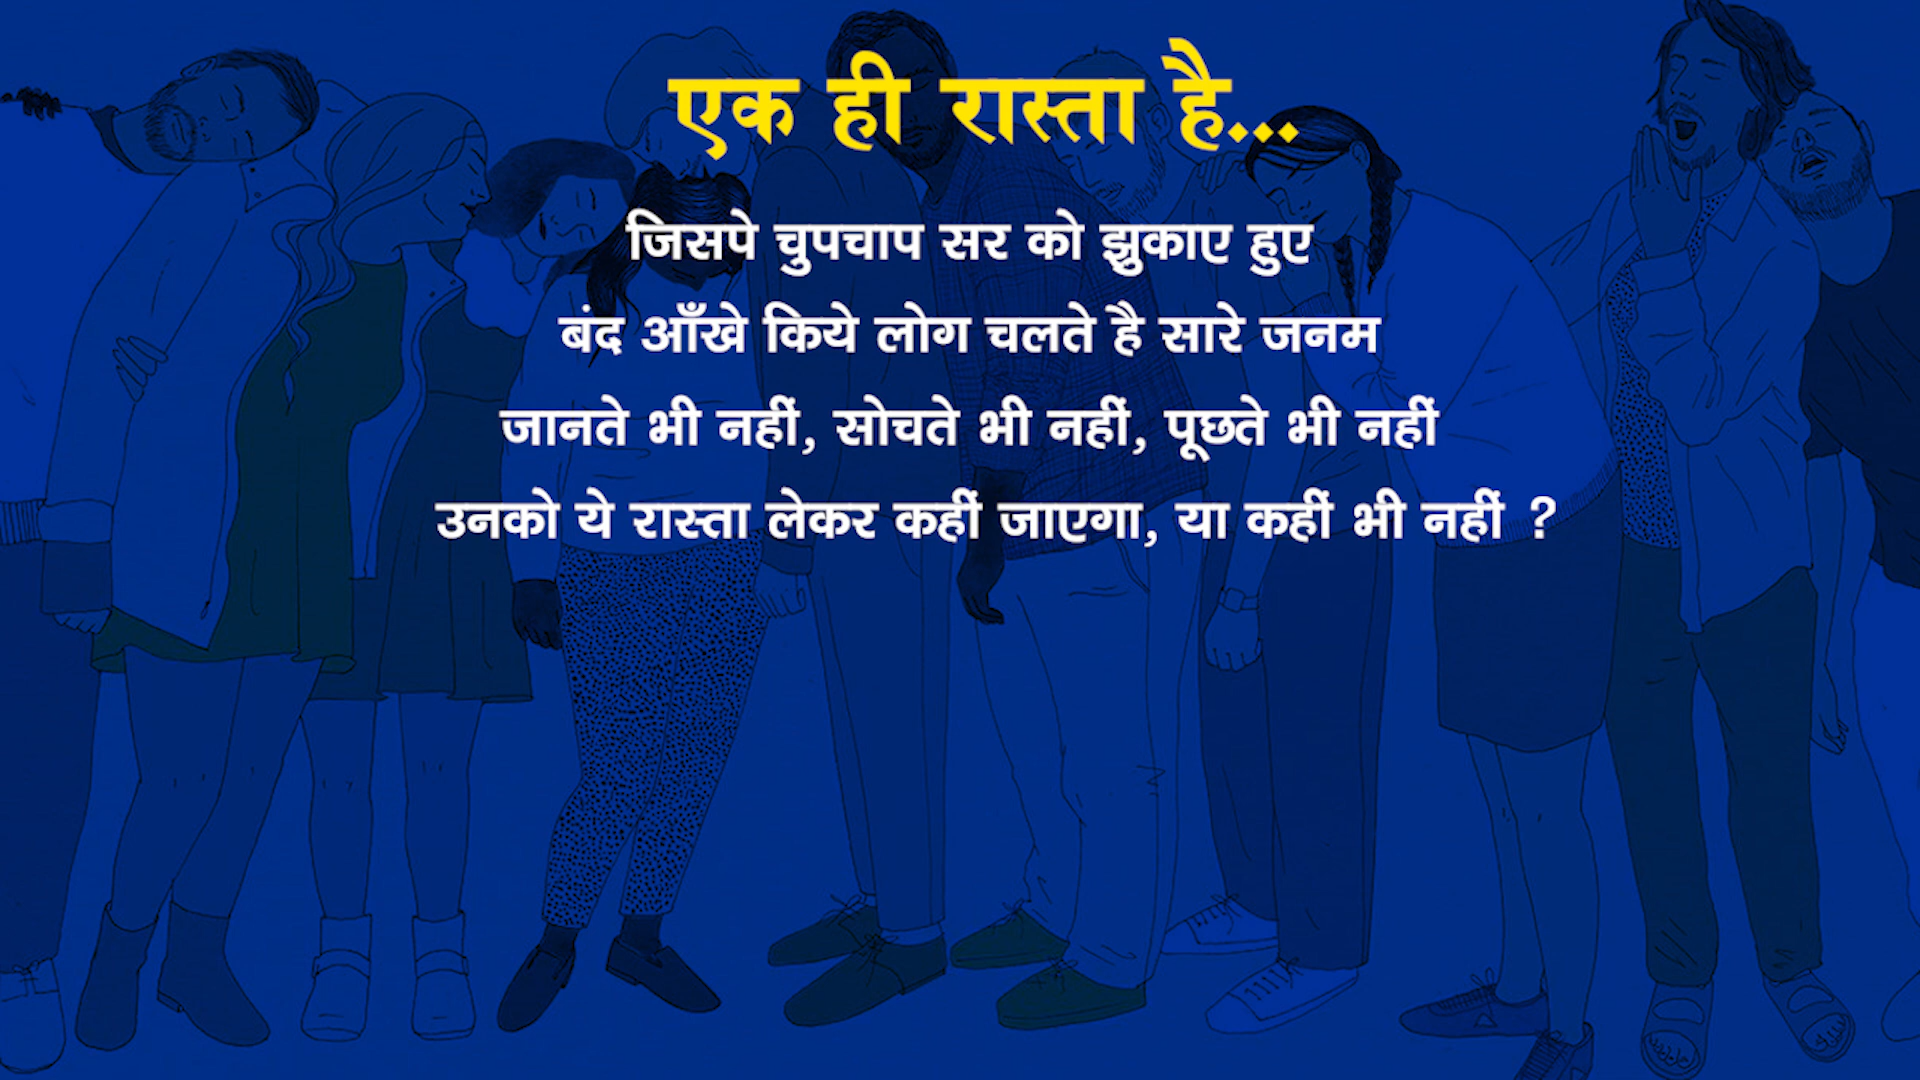 एक ही रास्ता है...
जिसपे चुपचाप सर को झुकाए हुए
बंद आँखे किये लोग चलते है सारे जनम
जानते भी नहीं, सोचते भी नहीं, पूछते भी नहीं
उनको ये रास्ता लेकर कहीं जाएगा, या कहीं भी नहीं ?